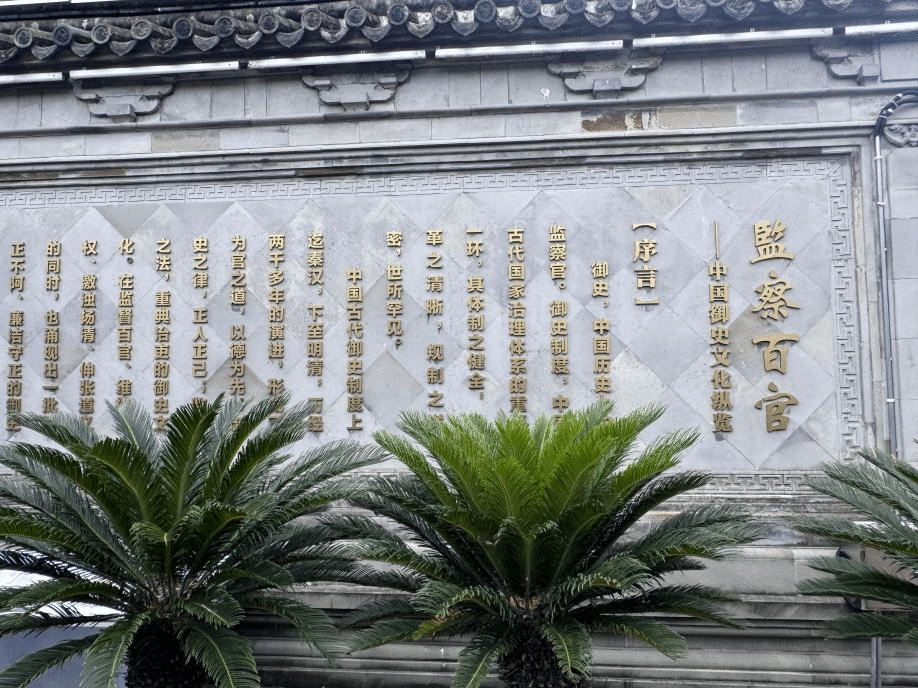 監察百官
——中国御史文化纵览
【序言】
御史，中国历史
监察官。御史制度，中
古代国家治理体系的重
一环，其体制之健全，
革之清晰，规制之
密，世所罕见。
中国古代御史制度上
迄秦汉，下至明清，历经
两千多年的演进，形
为官之道，以德为先，
史之律，正人正己；
之法，重典治吏的御史文
化。在监督百官、维
权、激浊扬清、伸张正义
的同时，也涌现出一批
正不阿、廉洁守正的御史